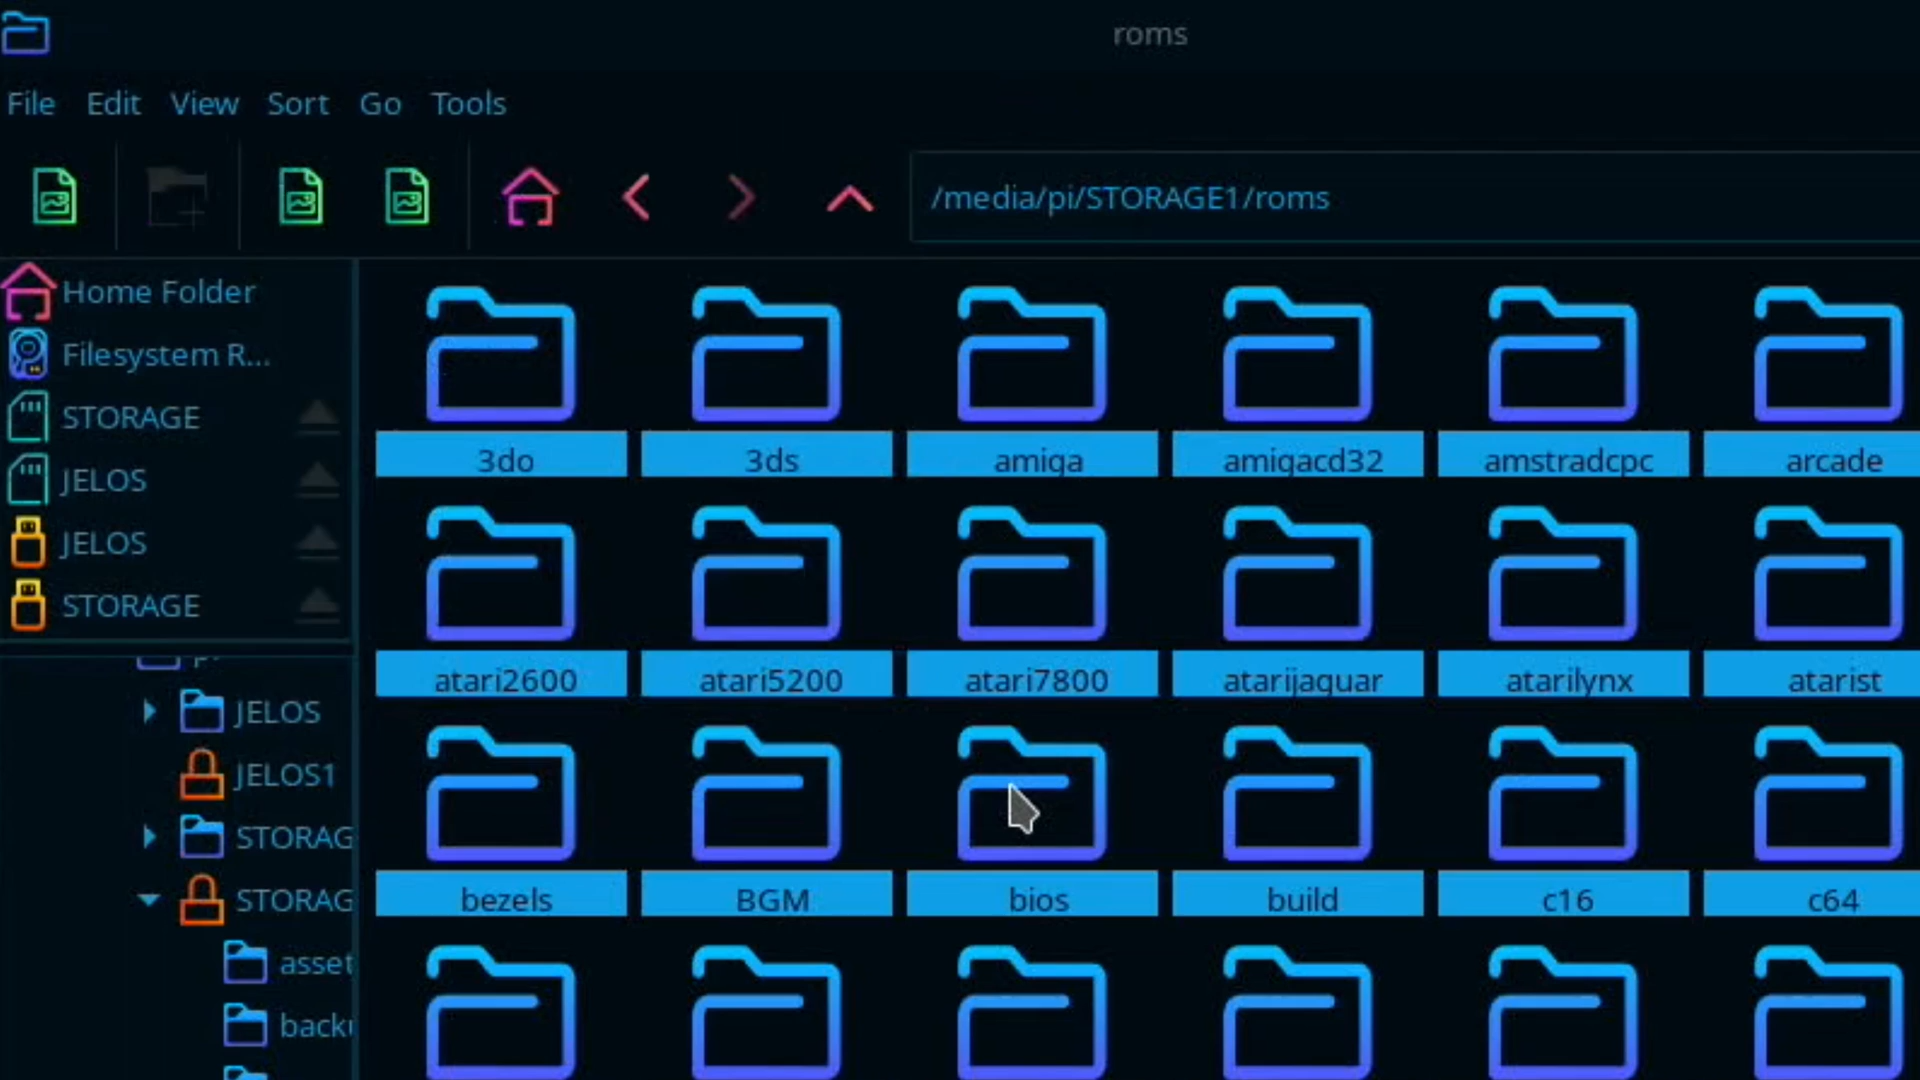 roms
File Edit View Sort Go Tools
/media/pi/STORAGE1/roms
Home Folder
Filesystem R...
STORAGE
JELOS
JELOS
STORAGE
JELOS
JELOS1
STORAG
STORAG
asset
back
3do 3ds amiga amigacd32 amstradcpc arcade
atari2600 atari5200 atari7800 atarijaguar atarilynx atarist
bezels BGM bios build c16 c64